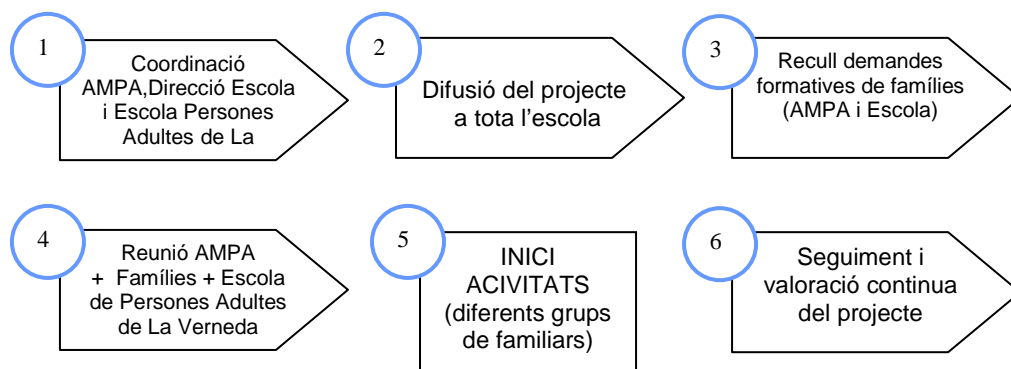 1
Coordinació
AMPA,Direcció Escola
i Escola Persones
Adultes de La
2
Difusió del projecte
a tota l'escola
3
Recull demandes
formatives de famílies
(AMPA i Escola)
4
Reunió AMPA
+ Famílies + Escola
de Persones Adultes
de La Verneda
5
INICI
ACIVITATS
(diferents grups
de familiars)
6
Seguiment i
valoració continua
del projecte